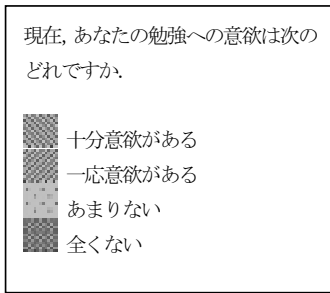 現在, あなたの勉強への意欲は次の
どれですか.
十分意欲がある
一応意欲がある
あまりない
全くない